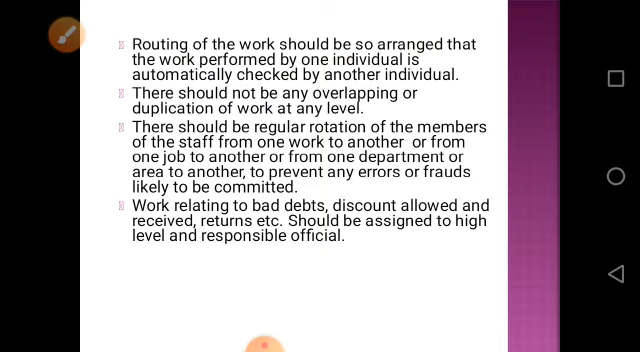 Routing of the work should be so arranged that
the work performed by one individual is
automatically checked by another individual.
There should not be any overlapping or
duplication of work at any level.
There should be regular rotation of the members
of the staff from one work to another or from
one job to another or from one department or
area to another, to prevent any errors or frauds
likely to be committed.
Work relating to bad debts, discount allowed and
received, returns etc. Should be assigned to high
level and responsible official.